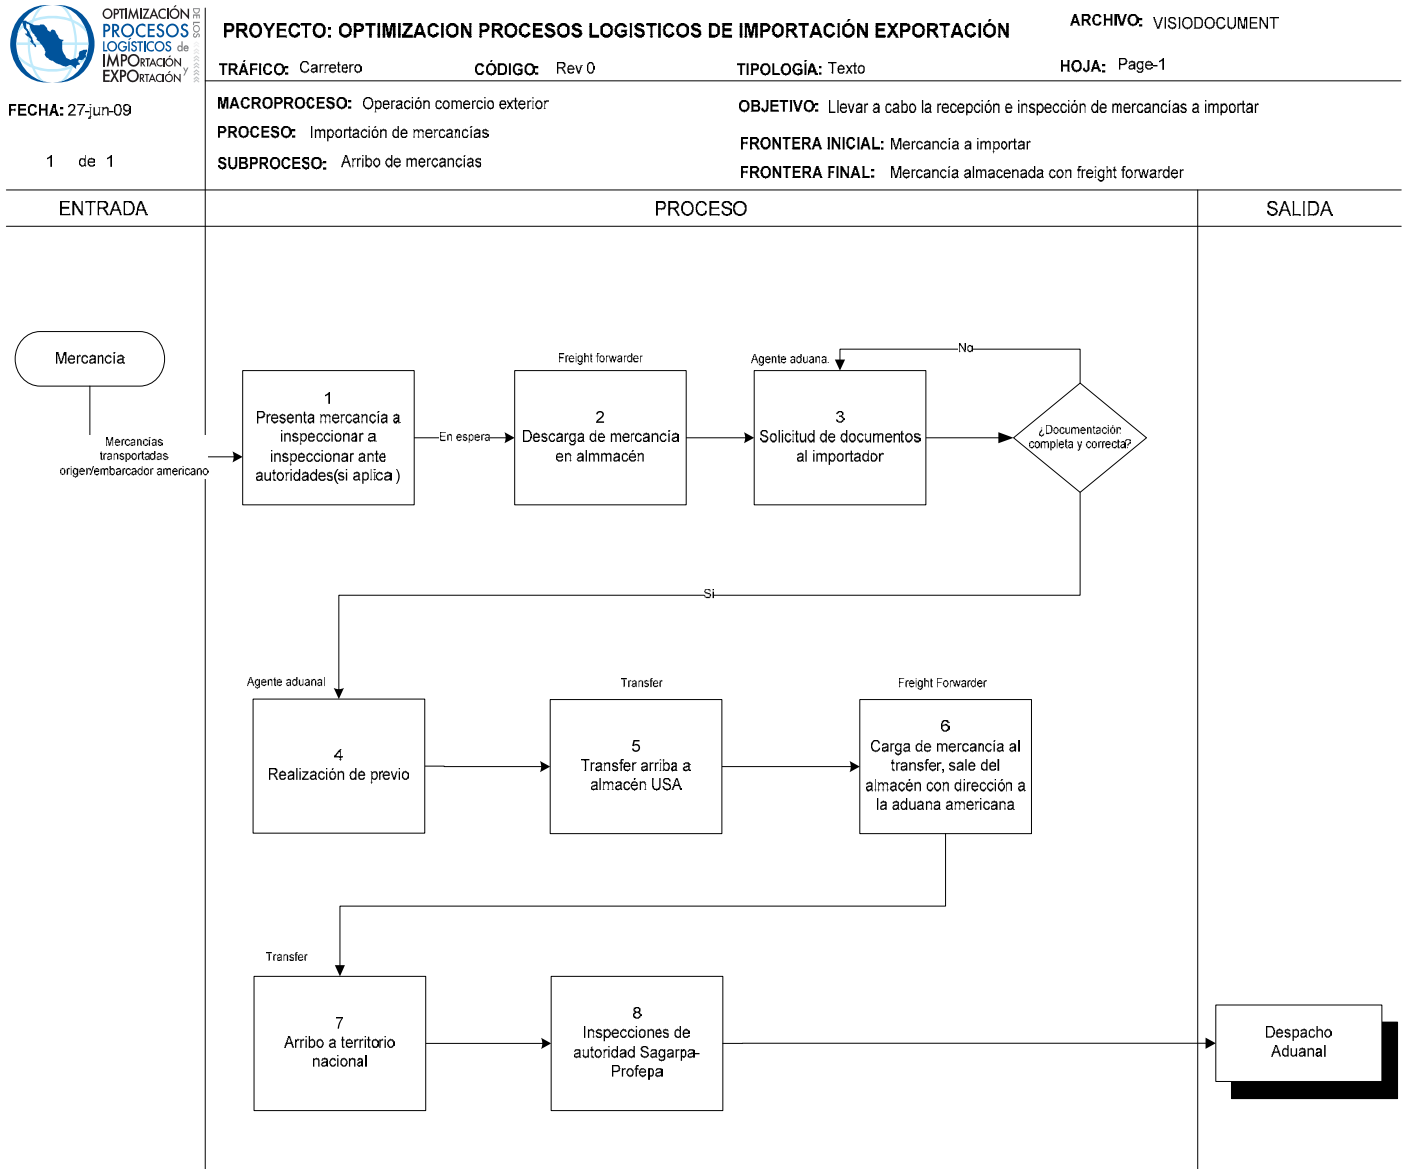 OPTIMIZACIÓN
DE LOS
PROCESOS
LOGÍSTICOS de
IMPORTACIÓN
y
EXPORTACIÓN
PROYECTO: OPTIMIZACION PROCESOS LOGISTICOS DE IMPORTACIÓN EXPORTACIÓN
ARCHIVO: VISIODOCUMENT
TRÁFICO: Carretero
CÓDIGO: Rev 0
TIPOLOGÍA: Texto
HOJA: Page-1
FECHA: 27-jun-09
1 de 1
MACROPROCESO: Operación comercio exterior
PROCESO: Importación de mercancías
SUBPROCESO: Arribo de mercancías
OBJETIVO: Llevar a cabo la recepción e inspección de mercancías a importar
FRONTERA INICIAL: Mercancía a importar
FRONTERA FINAL: Mercancía almacenada con freight forwarder
ENTRADA
PROCESO
SALIDA
Mercancía
Mercancías
transportadas
origen/embarcador americano
1
Presenta mercancía a
inspeccionar a
inspeccionar ante
autoridades(si aplica )
En espera
Freight forwarder
2
Descarga de mercancía
en almmacén
Agente aduana.
3
Solicitud de documentos
al importador
No
¿Documentación
completa y correcta?
Si
Agente aduanal
4
Realización de previo
Transfer
5
Transfer arriba a
almacén USA
Freight Forwarder
6
Carga de mercancía al
transfer, sale del
almacén con dirección a
la aduana americana
Transfer
7
Arribo a territorio
nacional
8
Inspecciones de
autoridad Sagarpa-
Profepa
Despacho
Aduanal